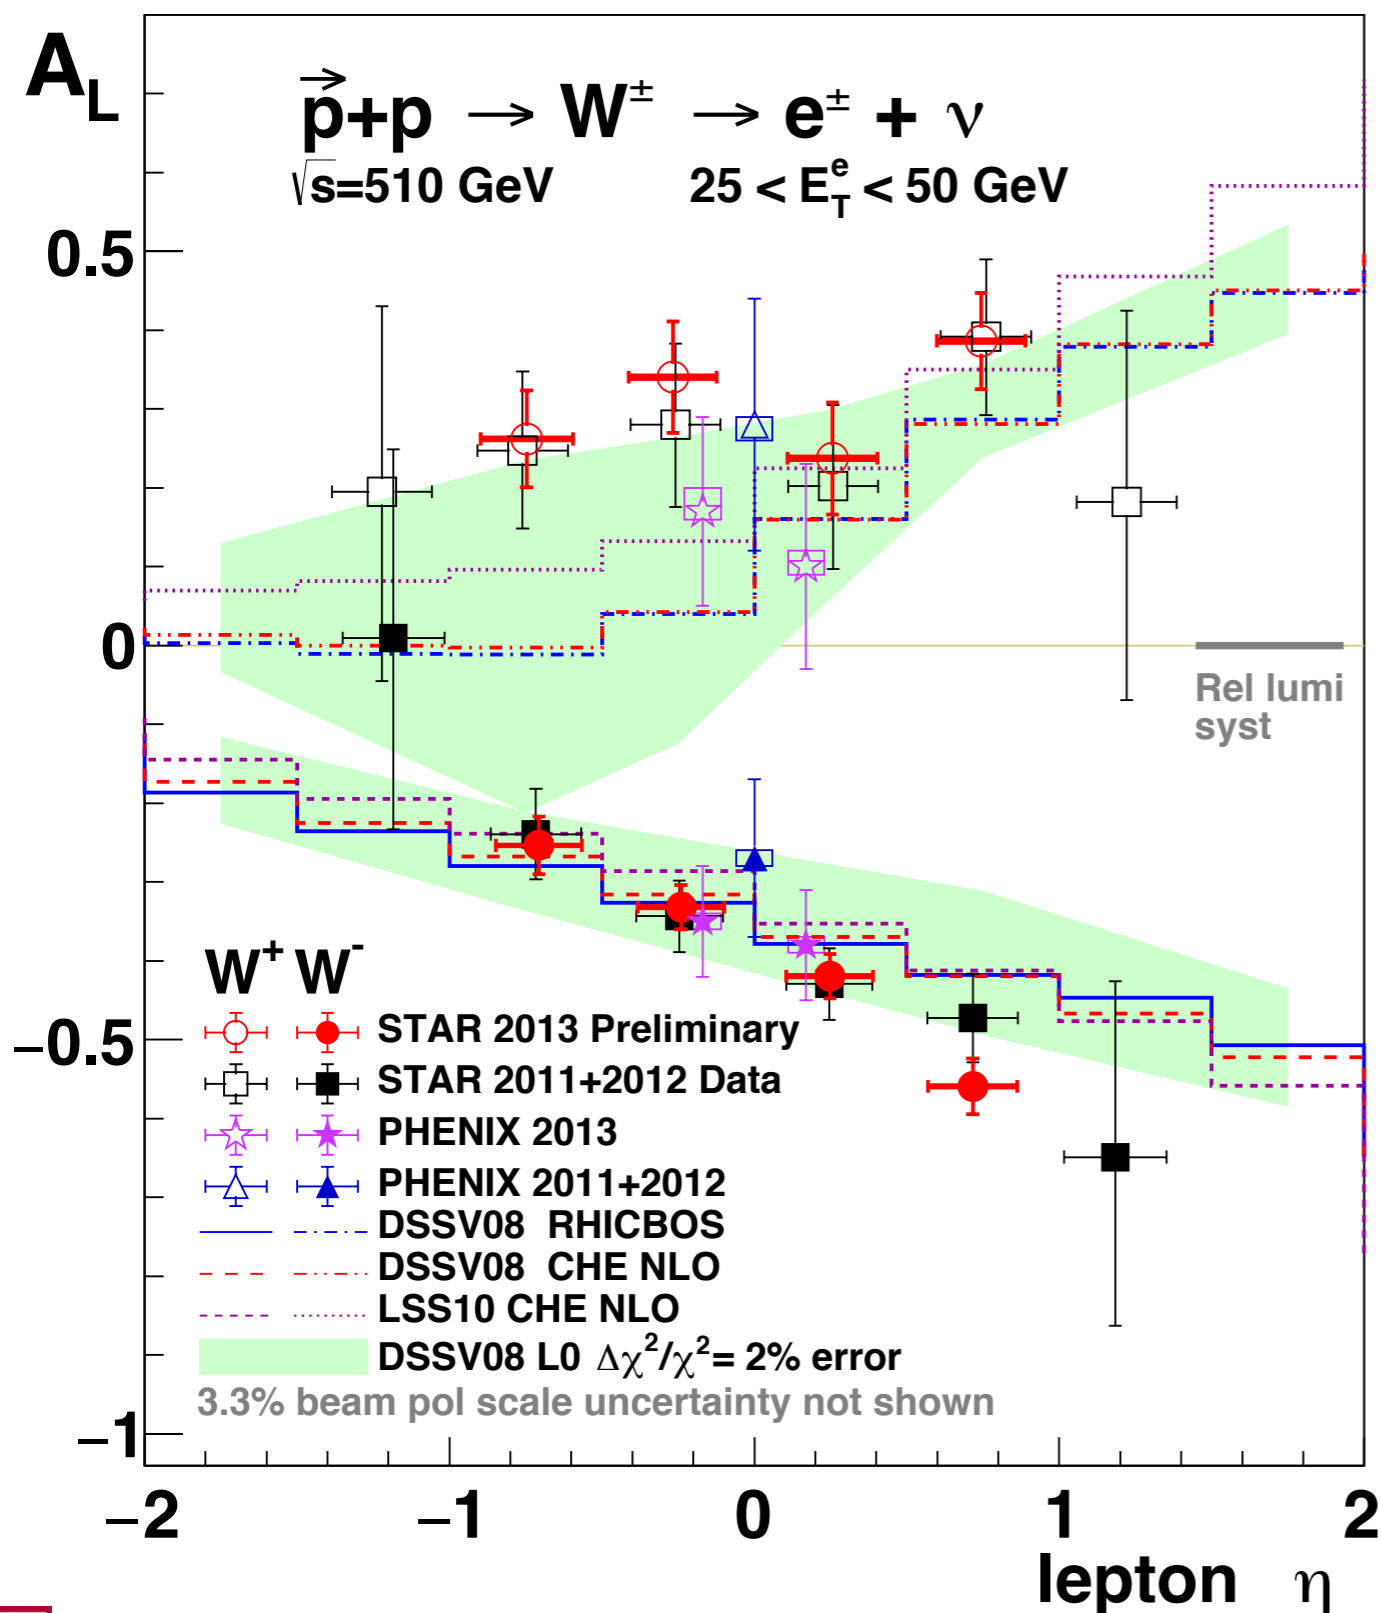 A_L
p+p → W^± → e^± + ν
√s=510 GeV 25 < E_T^e < 50 GeV
0.5
0
Rel lumi
syst
W^+ W^-
STAR 2013 Preliminary
−0.5
STAR 2011+2012 Data
PHENIX 2013
PHENIX 2011+2012
DSSV08 RHICBOS
DSSV08 CHE NLO
LSS10 CHE NLO
DSSV08 L0 Δχ²/χ²= 2% error
3.3% beam pol scale uncertainty not shown
−1
−2 −1 0 1 2
lepton η